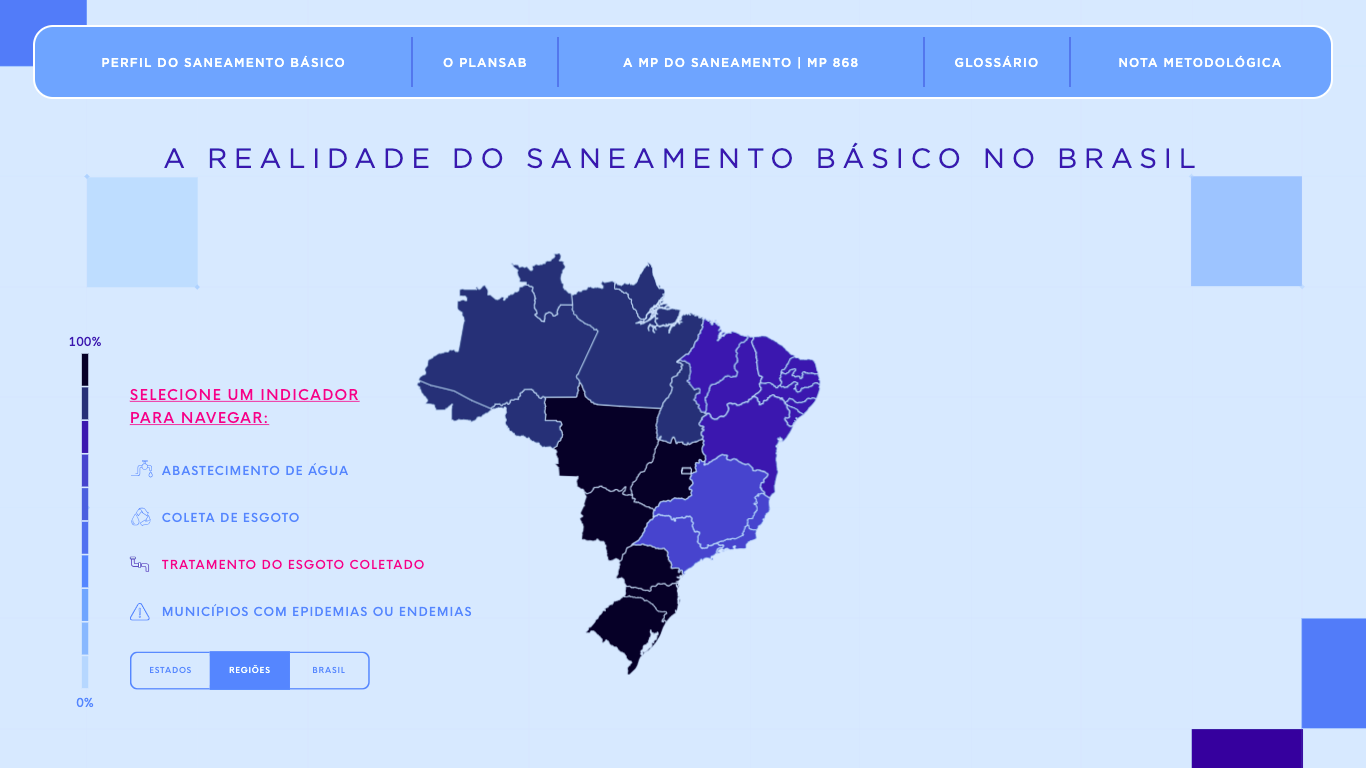 PERFIL DO SANEAMENTO BÁSICO
O PLANSAB
A MP DO SANEAMENTO | MP 868
GLOSSÁRIO
NOTA METODOLÓGICA
A REALIDADE DO SANEAMENTO BÁSICO NO BRASIL
100%
SELECIONE UM INDICADOR
PARA NAVEGAR:
ABASTECIMENTO DE ÁGUA
COLETA DE ESGOTO
TRATAMENTO DO ESGOTO COLETADO
MUNICÍPIOS COM EPIDEMIAS OU ENDEMIAS
ESTADOS
REGIÕES
BRASIL
0%